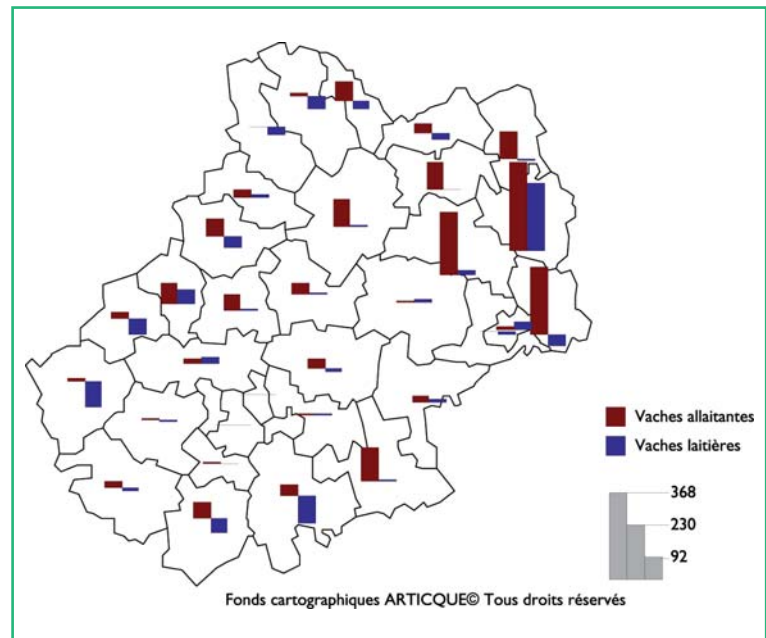 Vaches allaitantes
Vaches laitières
368
230
92
Fonds cartographiques ARTICQUE© Tous droits réservés